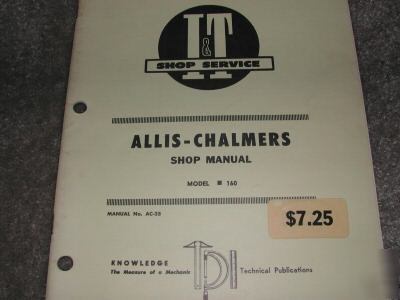 I&T
SHOP SERVICE
ALLIS-CHALMERS
SHOP MANUAL
MODEL ■ 160
MANUAL No. AC-25
$7.25
KNOWLEDGE
The Measure of a Mechanic
TPI
Technical Publications